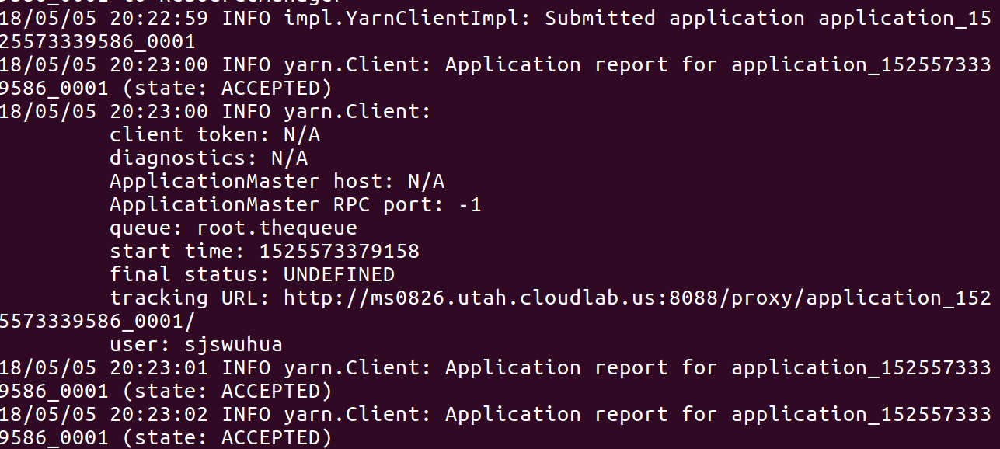 9586_0001 to ResourceManager
18/05/05 20:22:59 INFO impl.YarnClientImpl: Submitted application application_15
25573339586_0001
18/05/05 20:23:00 INFO yarn.Client: Application report for application_152557333
9586_0001 (state: ACCEPTED)
18/05/05 20:23:00 INFO yarn.Client:
client token: N/A
diagnostics: N/A
ApplicationMaster host: N/A
ApplicationMaster RPC port: -1
queue: root.thequeue
start time: 1525573379158
final status: UNDEFINED
tracking URL: http://ms0826.utah.cloudlab.us:8088/proxy/application_152
5573339586_0001/
user: sjswuhua
18/05/05 20:23:01 INFO yarn.Client: Application report for application_152557333
9586_0001 (state: ACCEPTED)
18/05/05 20:23:02 INFO yarn.Client: Application report for application_152557333
9586_0001 (state: ACCEPTED)